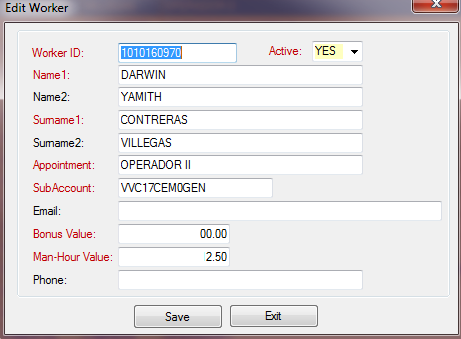 Edit Worker
Worker ID: 1010160970 Active: YES
Name1: DARWIN
Name2: YAMITH
Surname1: CONTRERAS
Surname2: VILLEGAS
Appointment: OPERADOR II
SubAccount: VVC17CEM0GEN
Email:
Bonus Value: 00.00
Man-Hour Value: 2.50
Phone:
Save Exit